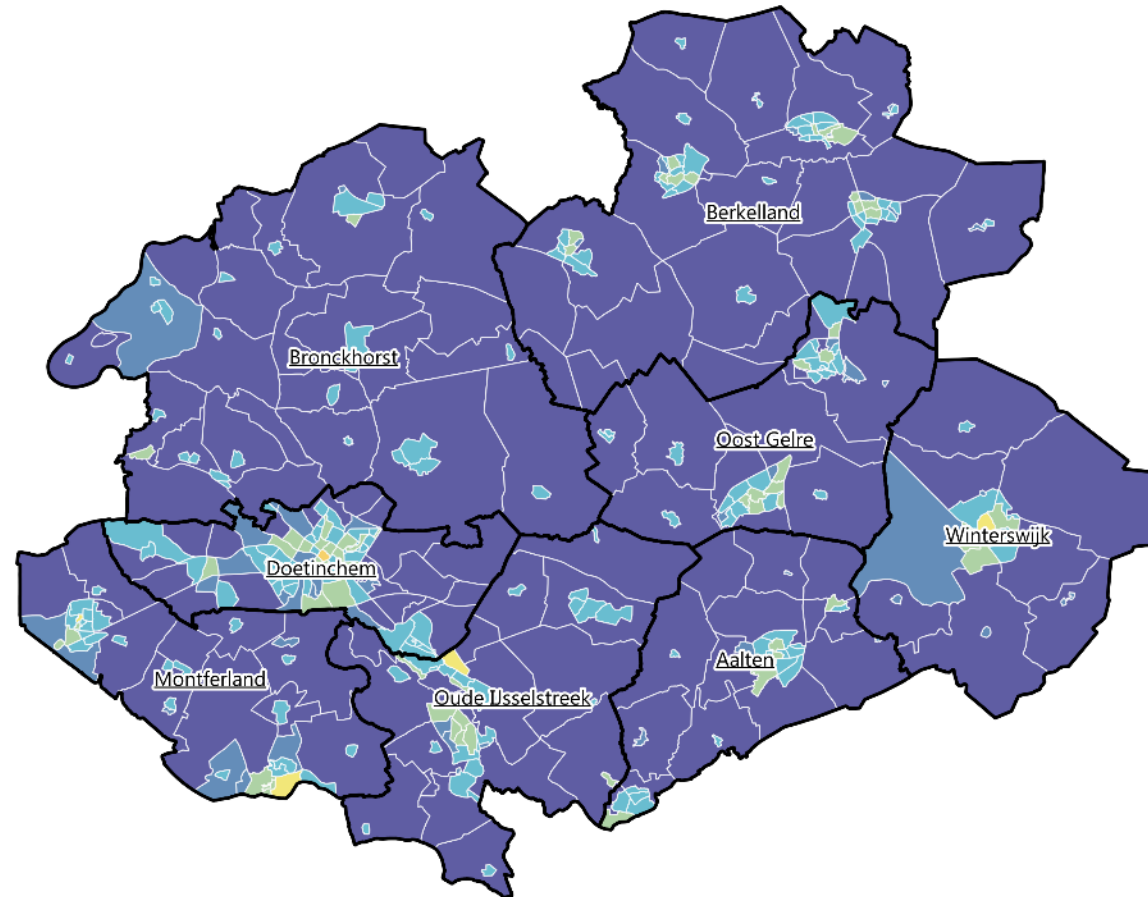 Berkelland
Bronckhorst
Oost Gelre
Winterswijk
Doetinchem
Aalten
Montferland
Oude IJsselstreek